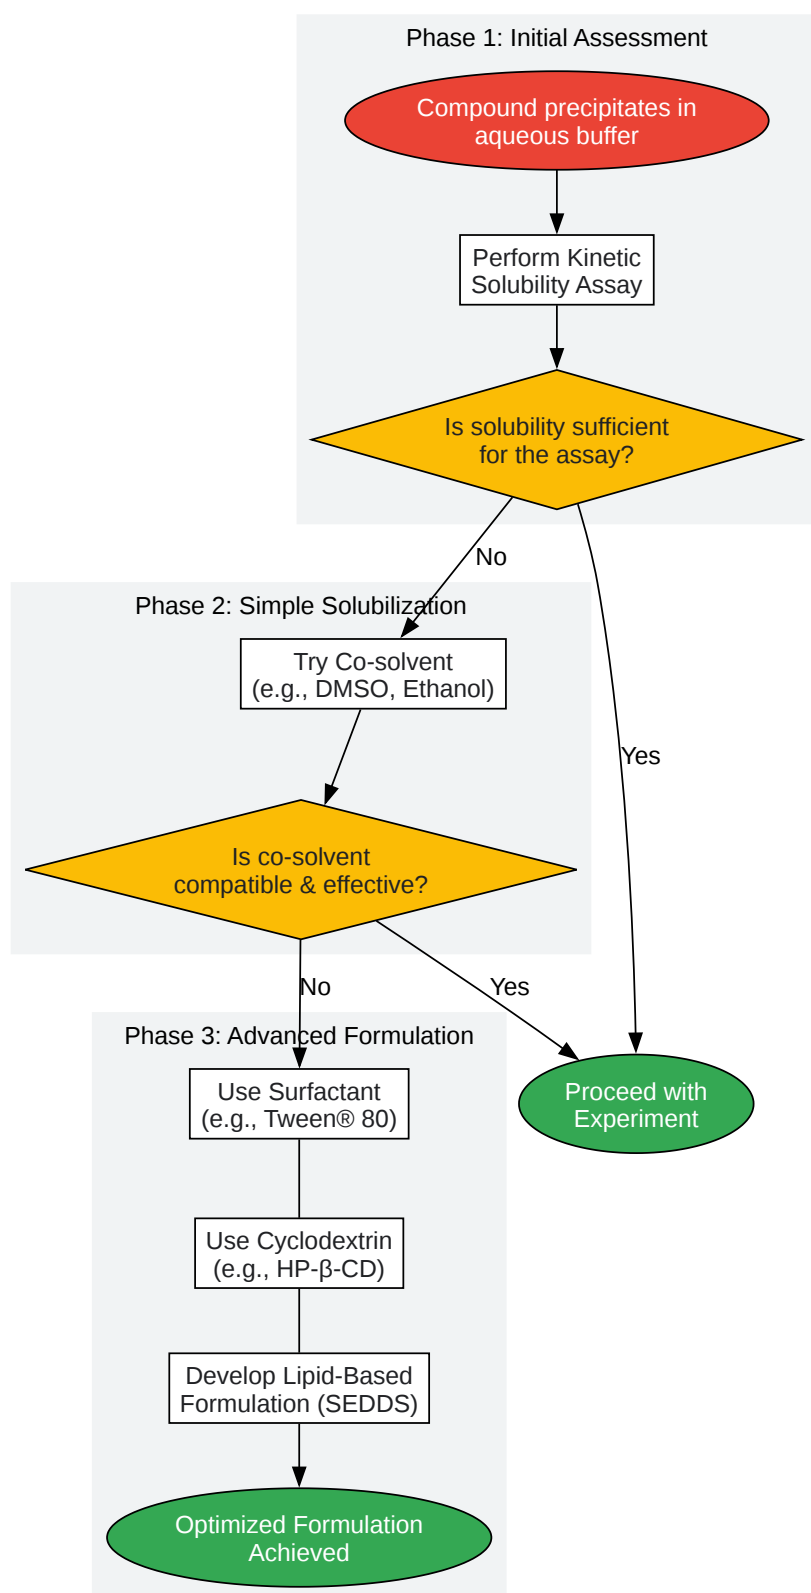 Phase 1: Initial Assessment
Compound precipitates in
aqueous buffer
Perform Kinetic
Solubility Assay
Is solubility sufficient
for the assay?
No
Phase 2: Simple Solubilization
Try Co-solvent
(e.g., DMSO, Ethanol)
Yes
Is co-solvent
compatible & effective?
No
Yes
Phase 3: Advanced Formulation
Use Surfactant
(e.g., Tween® 80)
Proceed with
Experiment
Use Cyclodextrin
(e.g., HP-β-CD)
Develop Lipid-Based
Formulation (SEDDS)
Optimized Formulation
Achieved